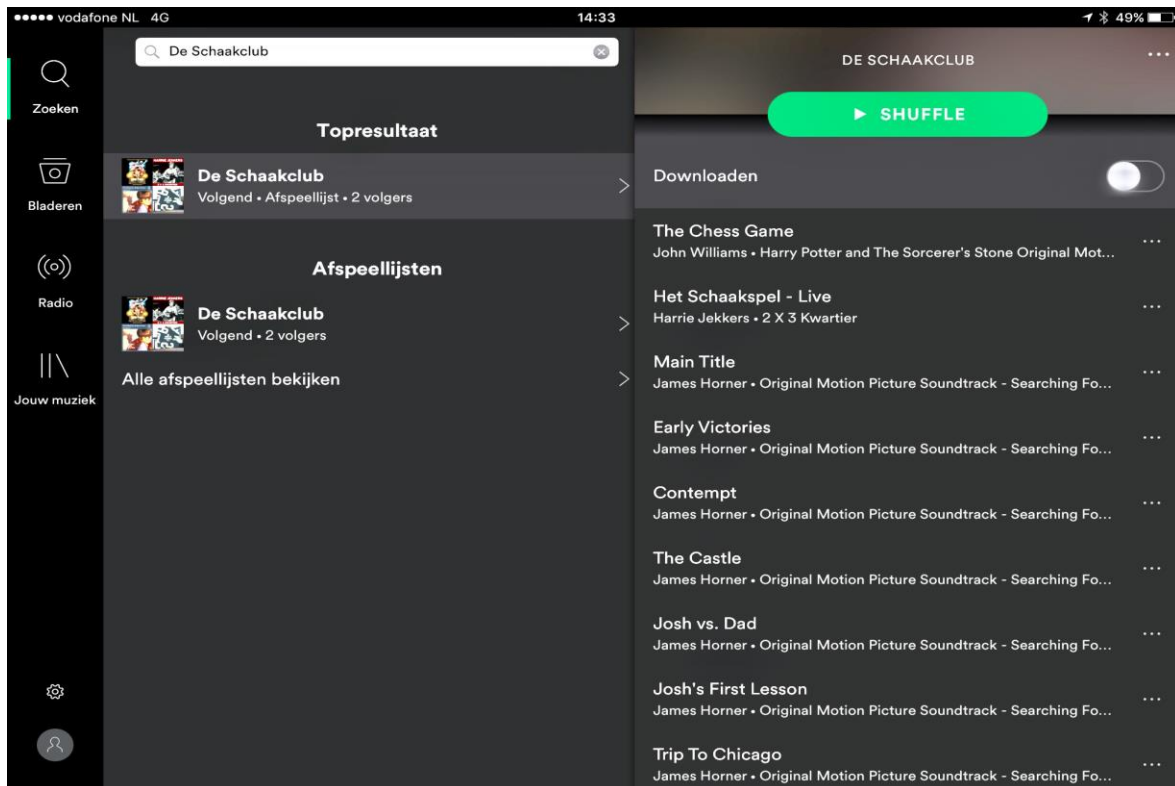 vodafone NL 4G
14:33
49%
Zoeken
Bladeren
Radio
Jouw muziek
De Schaakclub
Topresultaat
De Schaakclub
Volgend • Afspeellijst • 2 volgers
Afspeellijsten
De Schaakclub
Volgend • 2 volgers
Alle afspeellijsten bekijken
DE SCHAAKCLUB
SHUFFLE
Downloaden
The Chess Game
John Williams • Harry Potter and The Sorcerer's Stone Original Mot...
Het Schaakspel - Live
Harrie Jekkers • 2 X 3 Kwartier
Main Title
James Horner • Original Motion Picture Soundtrack - Searching Fo...
Early Victories
James Horner • Original Motion Picture Soundtrack - Searching Fo...
Contempt
James Horner • Original Motion Picture Soundtrack - Searching Fo...
The Castle
James Horner • Original Motion Picture Soundtrack - Searching Fo...
Josh vs. Dad
James Horner • Original Motion Picture Soundtrack - Searching Fo...
Josh's First Lesson
James Horner • Original Motion Picture Soundtrack - Searching Fo...
Trip To Chicago
James Horner • Original Motion Picture Soundtrack - Searching Fo...